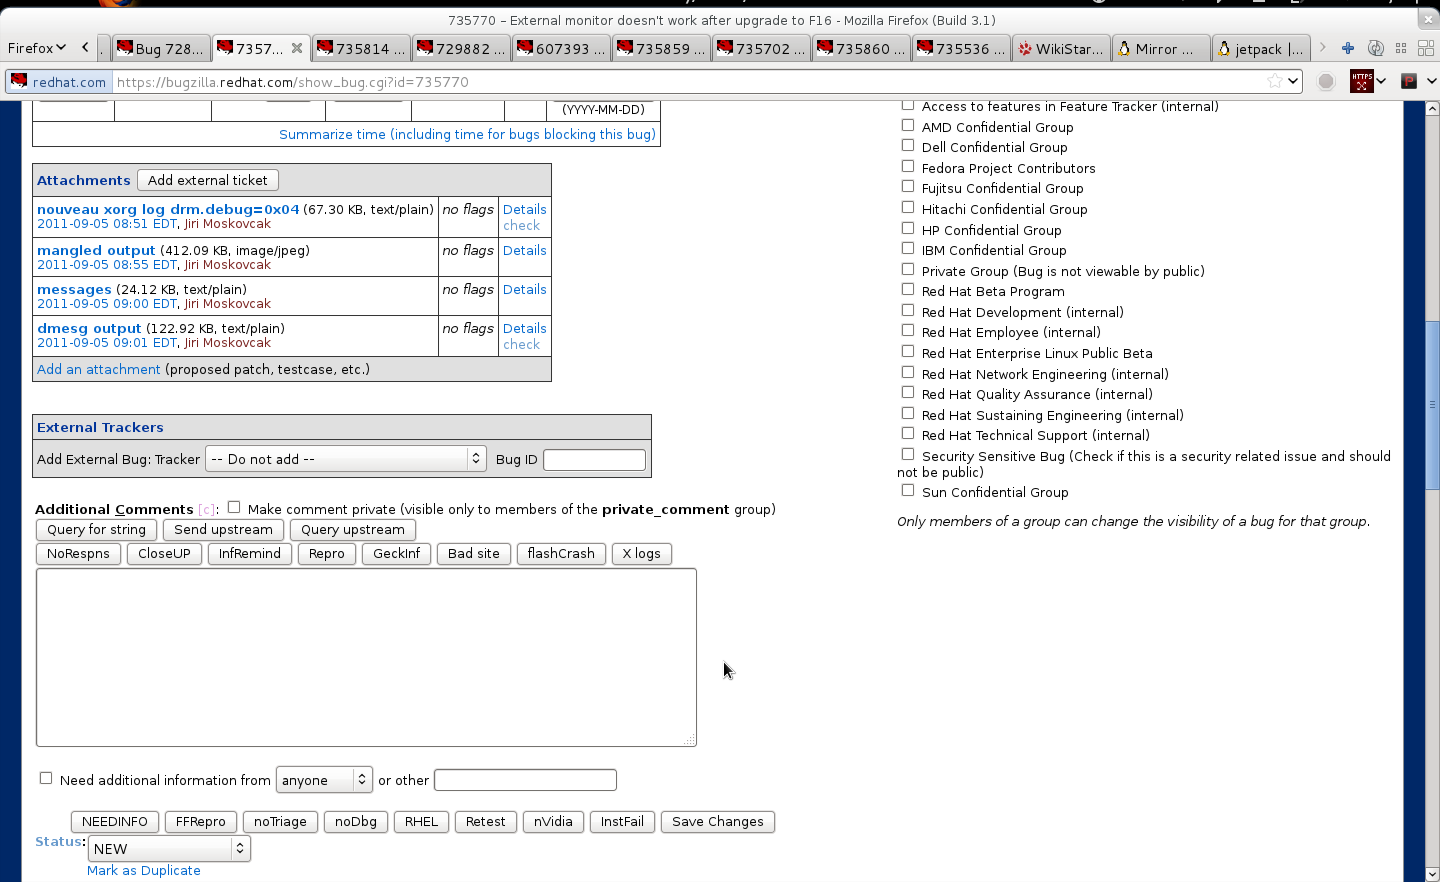 735770 – External monitor doesn't work after upgrade to F16 - Mozilla Firefox (Build 3.1)
Firefox
Bug 728...
7357...
735814 ...
729882 ...
607393 ...
735859 ...
735702 ...
735860 ...
735536 ...
WikiStar...
Mirror ...
jetpack |...
redhat.com https://bugzilla.redhat.com/show_bug.cgi?id=735770
HTTPS
(YYYY-MM-DD)
Summarize time (including time for bugs blocking this bug)
Attachments Add external ticket
nouveau xorg log drm.debug=0x04 (67.30 KB, text/plain) no flags Details
2011-09-05 08:51 EDT, Jiri Moskovcak check
mangled output (412.09 KB, image/jpeg) no flags Details
2011-09-05 08:55 EDT, Jiri Moskovcak
messages (24.12 KB, text/plain) no flags Details
2011-09-05 09:00 EDT, Jiri Moskovcak
dmesg output (122.92 KB, text/plain) no flags Details
2011-09-05 09:01 EDT, Jiri Moskovcak check
Add an attachment (proposed patch, testcase, etc.)
External Trackers
Add External Bug: Tracker -- Do not add -- Bug ID
Additional Comments [c]: Make comment private (visible only to members of the private_comment group)
Query for string Send upstream Query upstream
NoRespns CloseUP InfRemind Repro GeckInf Bad site flashCrash X logs
Need additional information from anyone or other
NEEDINFO FFRepro noTriage noDbg RHEL Retest nVidia InstFail Save Changes
Status: NEW
Mark as Duplicate
Access to features in Feature Tracker (internal)
AMD Confidential Group
Dell Confidential Group
Fedora Project Contributors
Fujitsu Confidential Group
Hitachi Confidential Group
HP Confidential Group
IBM Confidential Group
Private Group (Bug is not viewable by public)
Red Hat Beta Program
Red Hat Development (internal)
Red Hat Employee (internal)
Red Hat Enterprise Linux Public Beta
Red Hat Network Engineering (internal)
Red Hat Quality Assurance (internal)
Red Hat Sustaining Engineering (internal)
Red Hat Technical Support (internal)
Security Sensitive Bug (Check if this is a security related issue and should
not be public)
Sun Confidential Group
Only members of a group can change the visibility of a bug for that group.